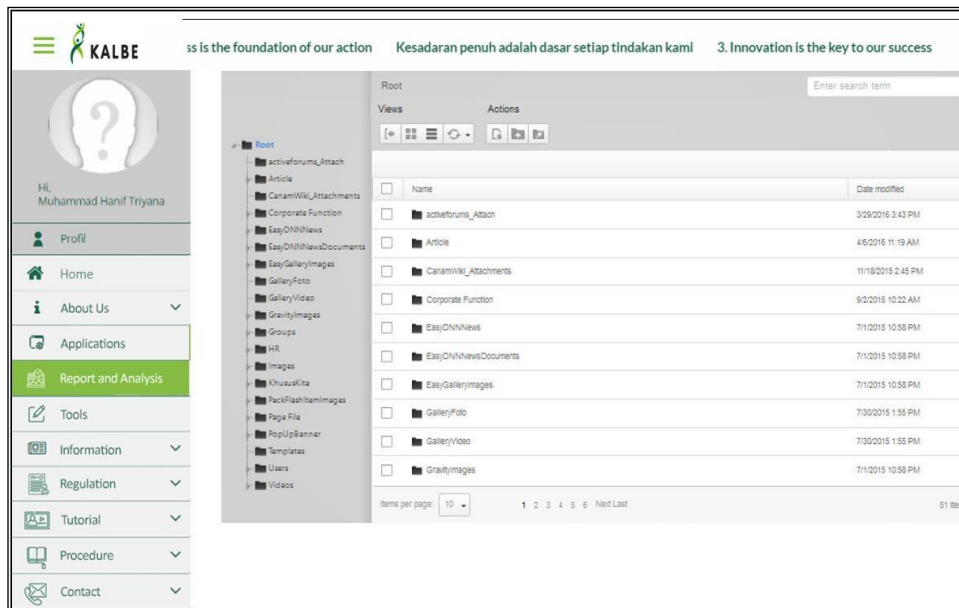 KALBE
ss is the foundation of our action Kesadaran penuh adalah dasar setiap tindakan kami 3. Innovation is the key to our success
Hi,
Muhammad Hanif Triyana
Profil
Home
About Us
Applications
Report and Analysis
Tools
Information
Regulation
Tutorial
Procedure
Contact
Root
activeforums_Attach
Article
CanamWiki_Attachments
Corporate Function
EasyDNNNews
EasyDNNNewsDocuments
EasyGalleryImages
GalleryFoto
GalleryVideo
GravityImages
Groups
HR
Images
KhususKita
PackFlashItemImages
Page File
PopUpBanner
Templates
Users
Videos
Root
Enter search term
Views Actions
Name Date modified
activeforums_Attach 3/29/2016 3:43 PM
Article 4/6/2016 11:19 AM
CanamWiki_Attachments 11/18/2015 2:45 PM
Corporate Function 9/2/2015 10:22 AM
EasyDNNNews 7/1/2015 10:58 PM
EasyDNNNewsDocuments 7/1/2015 10:58 PM
EasyGalleryImages 7/1/2015 10:58 PM
GalleryFoto 7/30/2015 1:55 PM
GalleryVideo 7/30/2015 1:55 PM
GravityImages 7/1/2015 10:58 PM
Items per page: 10 1 2 3 4 5 6 Next Last 51 Ite